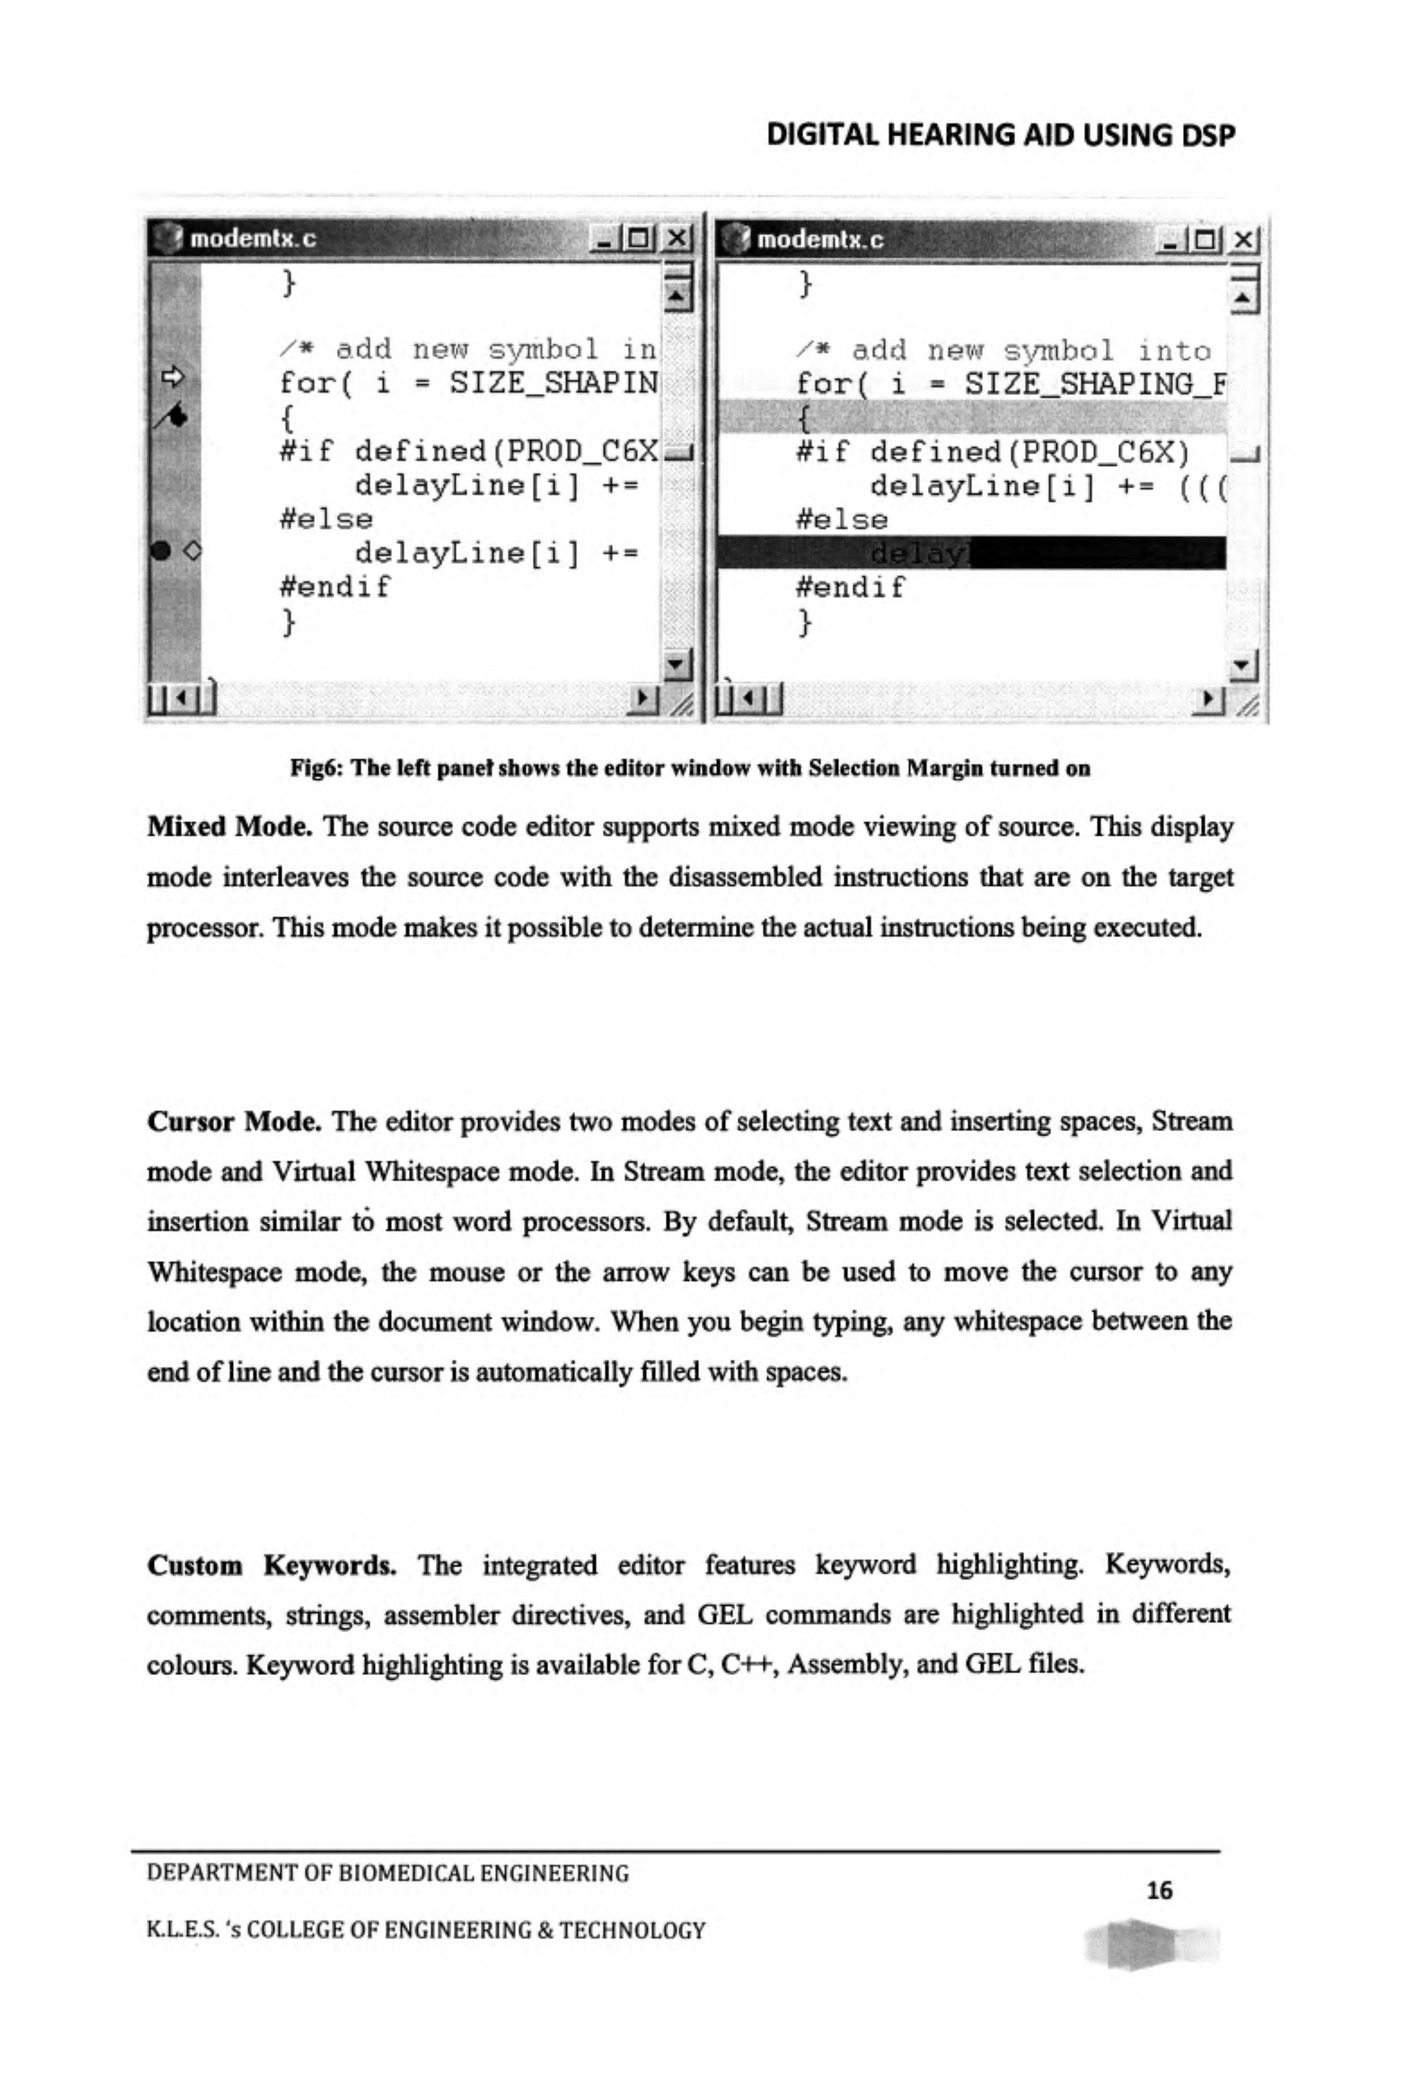 DIGITAL HEARING AID USING DSP
modemtx.c
}
/* add new symbol in
for( i = SIZE_SHAPIN
{
#if defined(PROD_C6X
delayLine[i] +=
#else
delayLine[i] +=
#endif
}
modemtx.c
}
/* add new symbol into
for( i = SIZE_SHAPING_F
{
#if defined(PROD_C6X)
delayLine[i] += (((
#else
delay
#endif
}
Fig6: The left panel shows the editor window with Selection Margin turned on
Mixed Mode. The source code editor supports mixed mode viewing of source. This display
mode interleaves the source code with the disassembled instructions that are on the target
processor. This mode makes it possible to determine the actual instructions being executed.
Cursor Mode. The editor provides two modes of selecting text and inserting spaces, Stream
mode and Virtual Whitespace mode. In Stream mode, the editor provides text selection and
insertion similar to most word processors. By default, Stream mode is selected. In Virtual
Whitespace mode, the mouse or the arrow keys can be used to move the cursor to any
location within the document window. When you begin typing, any whitespace between the
end of line and the cursor is automatically filled with spaces.
Custom Keywords. The integrated editor features keyword highlighting. Keywords,
comments, strings, assembler directives, and GEL commands are highlighted in different
colours. Keyword highlighting is available for C, C++, Assembly, and GEL files.
DEPARTMENT OF BIOMEDICAL ENGINEERING
16
K.L.E.S. 's COLLEGE OF ENGINEERING & TECHNOLOGY